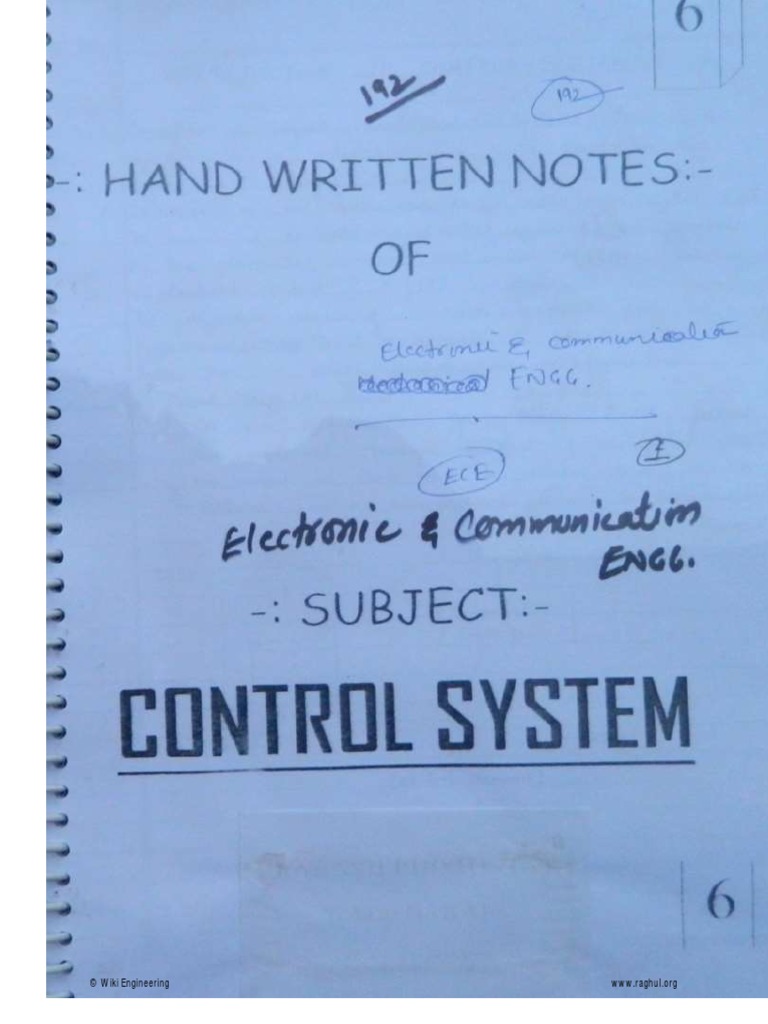 6
192
192
-: HAND WRITTEN NOTES:-
OF
Electronic & communication
ENGG.
ECE
I
Electronic & Communication
ENGG.
-: SUBJECT:-
CONTROL SYSTEM
6
© Wiki Engineering www.raghul.org